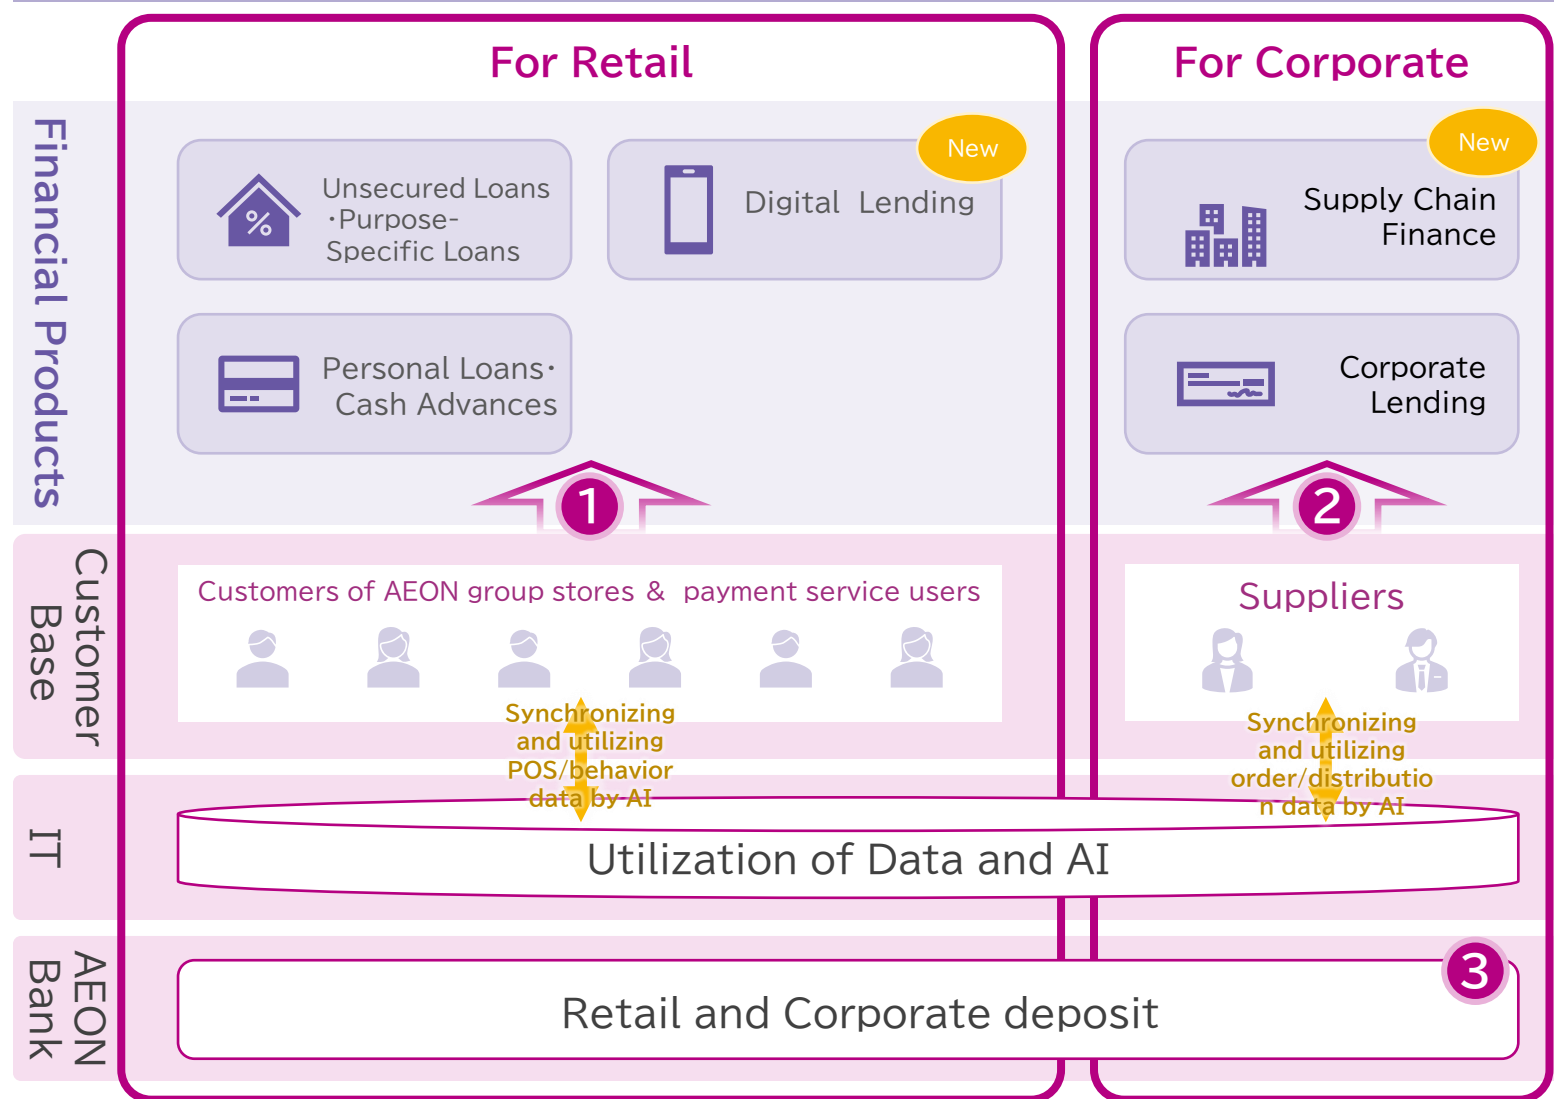 For Retail
For Corporate
Financial Products
Unsecured Loans
・Purpose-
Specific Loans
New
Digital Lending
New
Supply Chain
Finance
Personal Loans・
Cash Advances
Corporate
Lending
1
2
Customer
Base
Customers of AEON group stores & payment service users
Suppliers
Synchronizing
and utilizing
POS/behavior
data by AI
Synchronizing
and utilizing
order/distributio
n data by AI
IT
Utilization of Data and AI
AEON
Bank
3
Retail and Corporate deposit